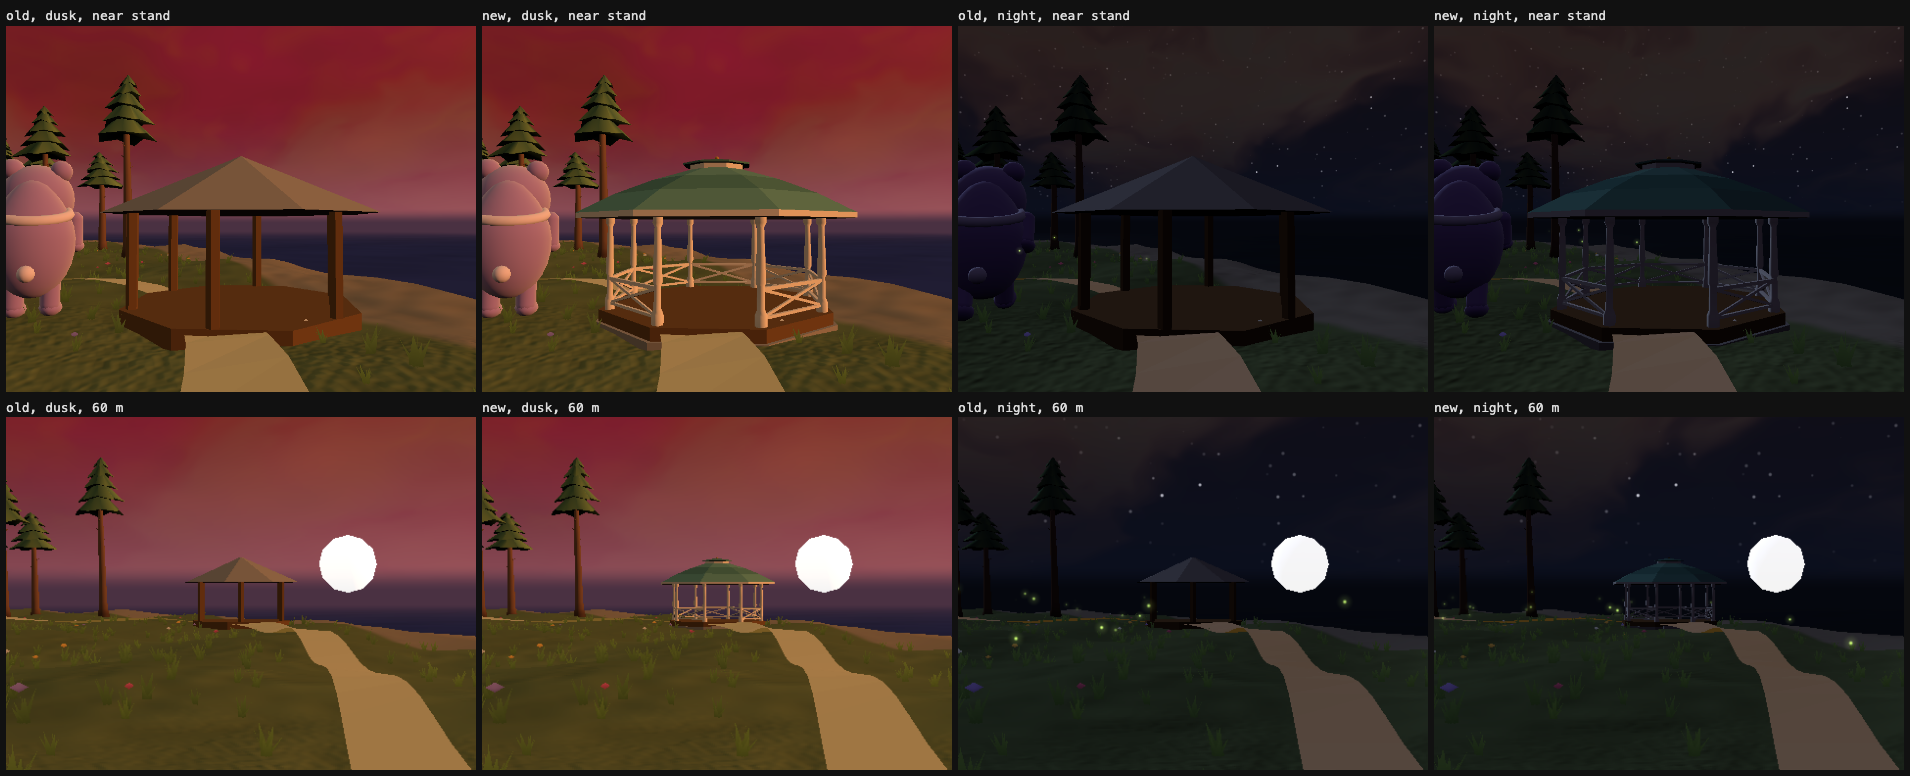 old, dusk, near stand
new, dusk, near stand
old, night, near stand
new, night, near stand
old, dusk, 60 m
new, dusk, 60 m
old, night, 60 m
new, night, 60 m